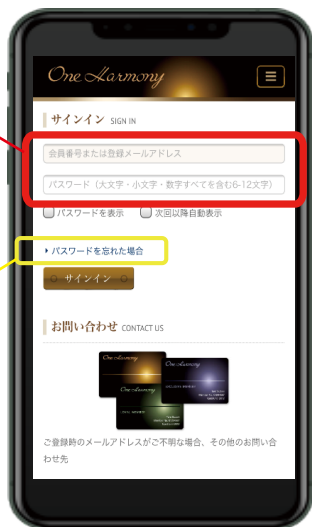 One Harmony
サインイン SIGN IN
会員番号または登録メールアドレス
パスワード（大文字・小文字・数字すべてを含む6-12文字）
パスワードを表示 次回以降自動表示
パスワードを忘れた場合
サインイン
お問い合わせ CONTACT US
One Harmony
One Harmony
One Harmony
ご登録時のメールアドレスがご不明な場合、その他のお問い合
わせ先